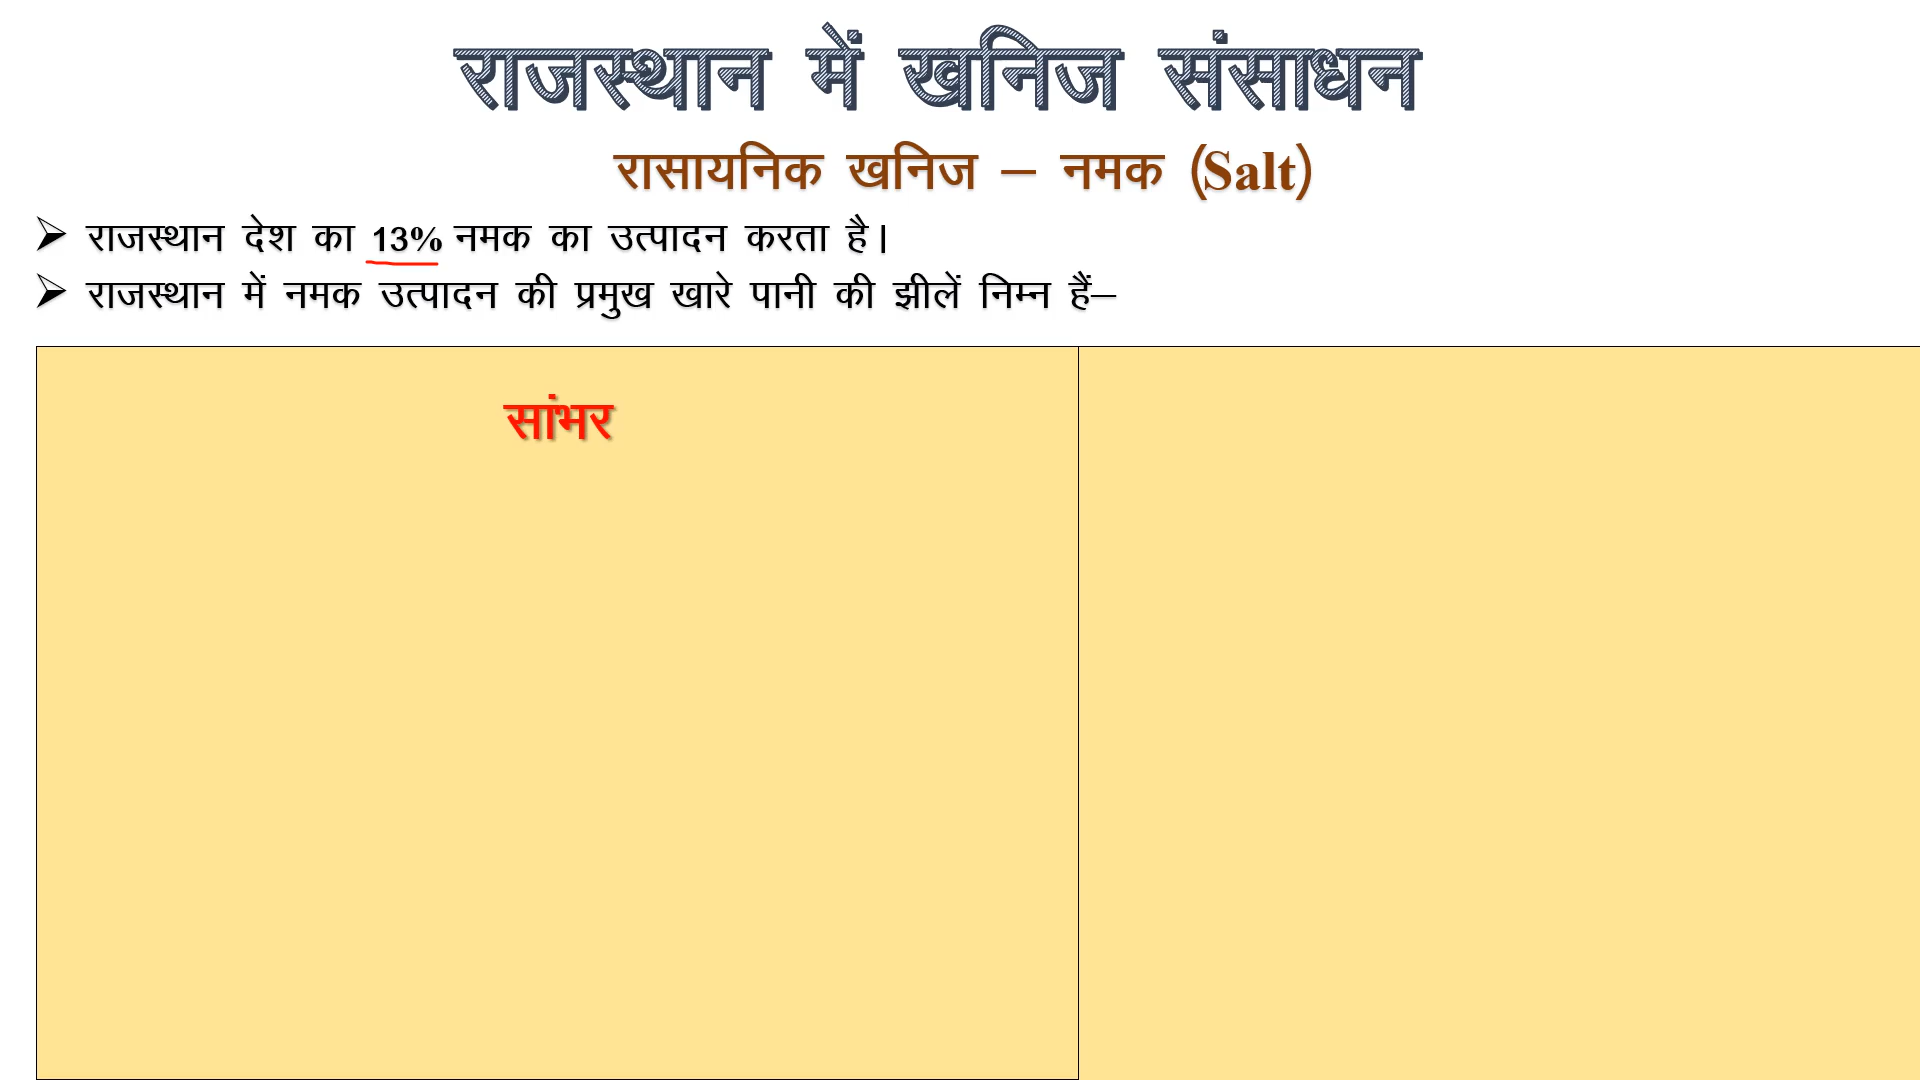 राजस्थान में खनिज संसाधन
रासायनिक खनिज – नमक (Salt)
➢ राजस्थान देश का 13% नमक का उत्पादन करता है।
➢ राजस्थान में नमक उत्पादन की प्रमुख खारे पानी की झीलें निम्न हैं–
सांभर